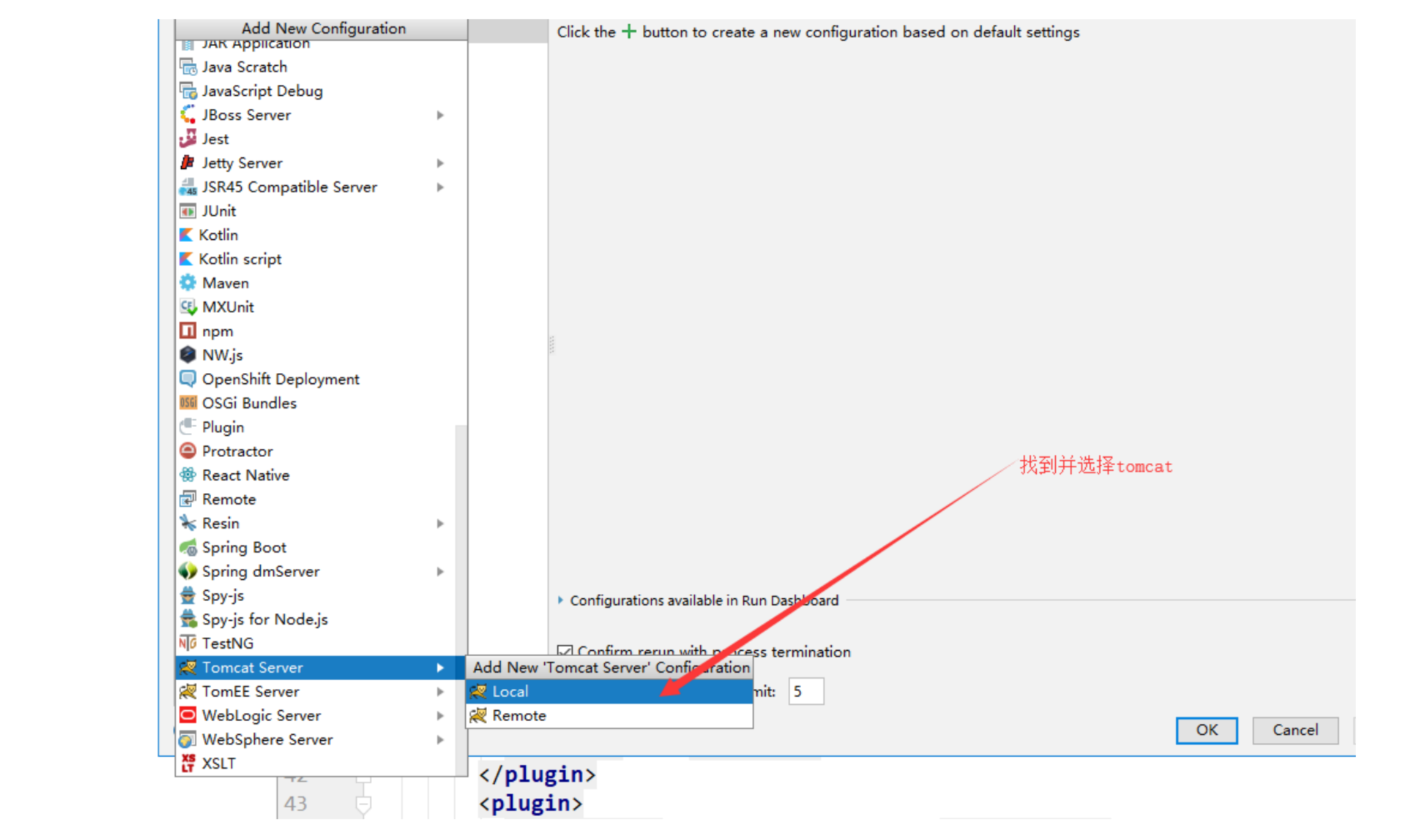 Add New Configuration
Click the + button to create a new configuration based on default settings
JAR Application
Java Scratch
JavaScript Debug
JBoss Server
Jest
Jetty Server
JSR45 Compatible Server
JUnit
Kotlin
Kotlin script
Maven
MXUnit
npm
NW.js
OpenShift Deployment
OSGi Bundles
Plugin
Protractor
React Native
Remote
Resin
Spring Boot
Spring dmServer
Spy-js
Spy-js for Node.js
TestNG
Tomcat Server
TomEE Server
WebLogic Server
WebSphere Server
XSLT
找到并选择tomcat
Configurations available in Run Dashboard
Confirm rerun with process termination
Add New 'Tomcat Server' Configuration
Local
mit: 5
Remote
OK
Cancel
42
</plugin>
43
<plugin>